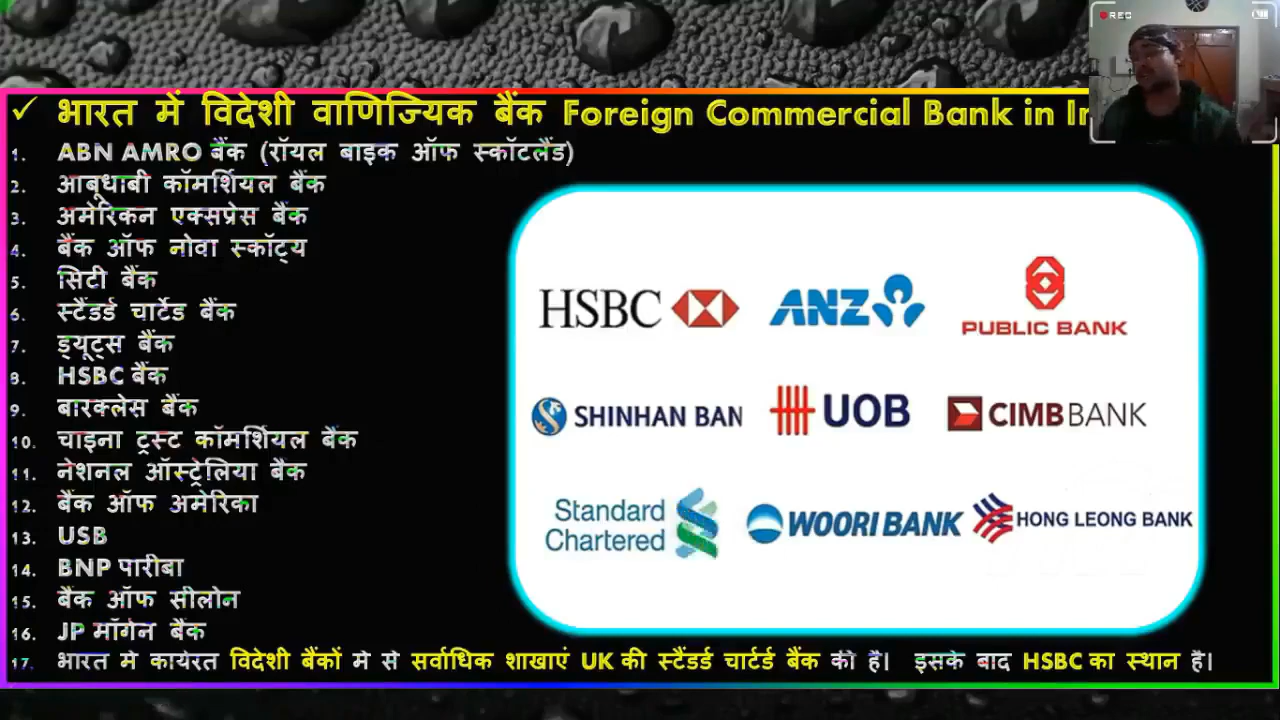 REC
✓ भारत में विदेशी वाणिज्यिक बैंक Foreign Commercial Bank in
1. ABN AMRO बैंक (रॉयल बाइक ऑफ स्कॉटलैंड)
2. आबूधाबी कॉमर्शियल बैंक
3. अमेरिकन एक्सप्रेस बैंक
4. बैंक ऑफ नोवा स्कॉट्य
5. सिटी बैंक
6. स्टैंडर्ड चार्टेड बैंक
7. ड्यूट्स बैंक
8. HSBC बैंक
9. बारक्लेस बैंक
10. चाइना ट्रस्ट कॉमर्शियल बैंक
11. नेशनल ऑस्ट्रेलिया बैंक
12. बैंक ऑफ अमेरिका
13. USB
14. BNP पारीबा
15. बैंक ऑफ सीलोन
16. JP मॉर्गन बैंक
17. भारत में कार्यरत विदेशी बैंकों में से सर्वाधिक शाखाएं UK की स्टैंडर्ड चार्टर्ड बैंक की है। इसके बाद HSBC का स्थान है।
HSBC ANZ PUBLIC BANK
SHINHAN BAN UOB CIMB BANK
Standard Chartered WOORI BANK HONG LEONG BANK